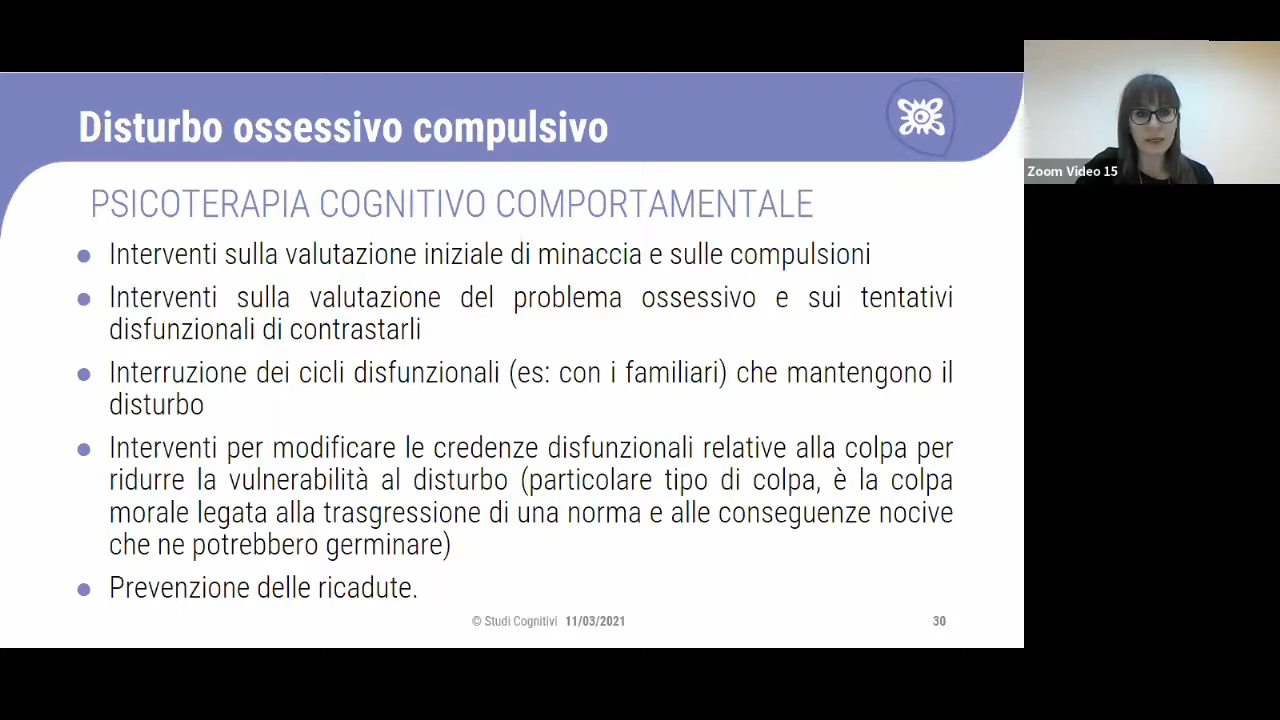 Disturbo ossessivo compulsivo
Zoom Video 15
PSICOTERAPIA COGNITIVO COMPORTAMENTALE
Interventi sulla valutazione iniziale di minaccia e sulle compulsioni
Interventi sulla valutazione del problema ossessivo e sui tentativi
disfunzionali di contrastarli
Interruzione dei cicli disfunzionali (es: con i familiari) che mantengono il
disturbo
Interventi per modificare le credenze disfunzionali relative alla colpa per
ridurre la vulnerabilità al disturbo (particolare tipo di colpa, è la colpa
morale legata alla trasgressione di una norma e alle conseguenze nocive
che ne potrebbero germinare)
Prevenzione delle ricadute.
© Studi Cognitivi 11/03/2021 30